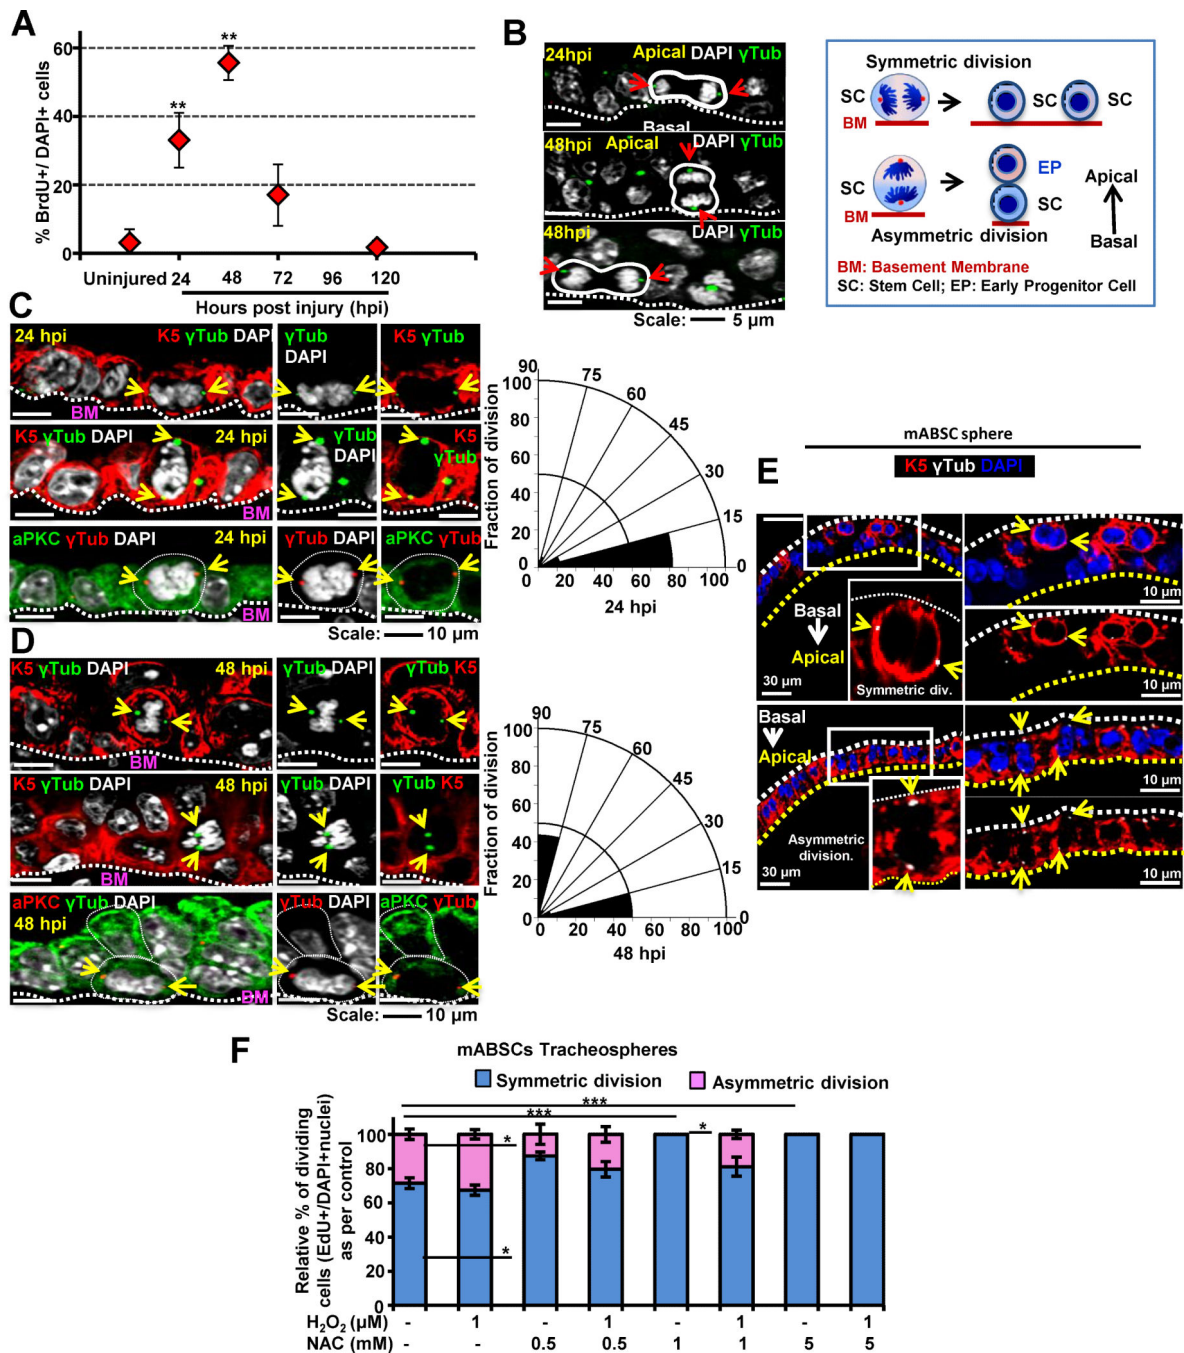 A
% BrdU+/ DAPI+ cells
60
40
20
0
**
**
Uninjured 24 48 72 96 120
Hours post injury (hpi)
B
24hpi Apical DAPI γTub
Basal
48hpi Apical DAPI γTub
48hpi DAPI γTub
Scale: 5 µm
Symmetric division
SC SC SC
BM
SC EP
BM SC
Apical
Basal
Asymmetric division
BM: Basement Membrane
SC: Stem Cell; EP: Early Progenitor Cell
C
24 hpi K5 γTub DAPI
BM
γTub
DAPI
K5 γTub
K5 γTub DAPI 24 hpi
BM
γTub
DAPI
K5
γTub
aPKC γTub DAPI 24 hpi
BM
γTub DAPI
aPKC γTub
Scale: 10 µm
Fraction of division
90
100
80
60
40
20
0
75
60
45
30
15
0
0 20 40 60 80 100
24 hpi
D
K5 γTub DAPI 48 hpi
BM
γTub DAPI
γTub K5
K5 γTub DAPI 48 hpi
BM
γTub DAPI
γTub K5
aPKC γTub DAPI
48 hpi
BM
γTub DAPI
aPKC γTub
Scale: 10 µm
Fraction of division
90
100
80
60
40
20
0
75
60
45
30
15
0
0 20 40 60 80 100
48 hpi
E
mABSC sphere
K5 γTub DAPI
Basal
Apical
30 µm
Symmetric div.
10 µm
10 µm
Basal
Apical
Asymmetric
division.
30 µm
10 µm
10 µm
F
mABSCs Tracheospheres
Symmetric division Asymmetric division
Relative % of dividing
cells (EdU+/DAPI+nuclei)
as per control
100
80
60
40
20
0
***
***
*
*
*
H₂O₂ (µM) - 1 - 1 - 1 - 1
NAC (mM) - - 0.5 0.5 1 1 5 5